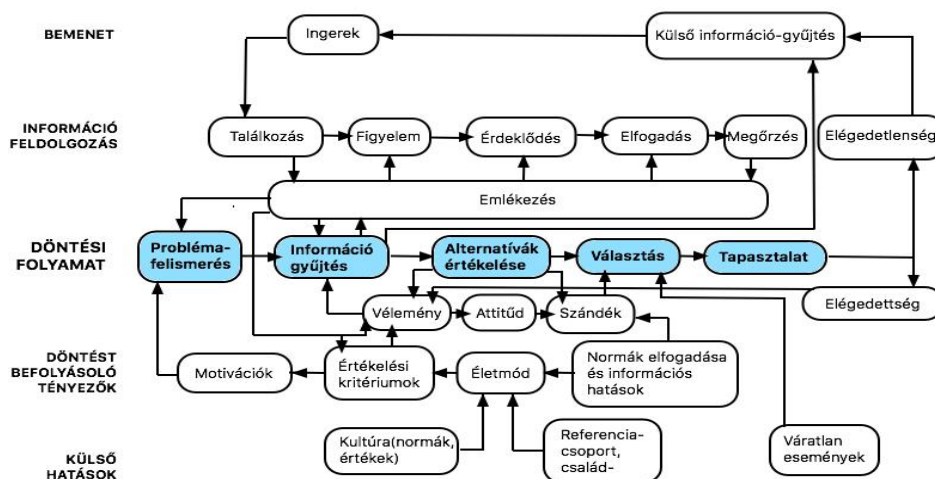 BEMENET
Ingerek
Külső információ-gyűjtés
INFORMÁCIÓ
FELDOLGOZÁS
Találkozás
Figyelem
Érdeklődés
Elfogadás
Megőrzés
Elégedetlenség
Emlékezés
DÖNTÉSI
FOLYAMAT
Probléma-
felismerés
Információ
gyűjtés
Alternatívák
értékelése
Választás
Tapasztalat
Elégedettség
Vélemény
Attitűd
Szándék
DÖNTÉST
BEFOLYÁSOLÓ
TÉNYEZŐK
Motivációk
Értékelési
kritériumok
Életmód
Normák elfogadása
és információs
hatások
KÜLSŐ
HATÁSOK
Kultúra(normák,
értékek)
Referencia-
csoport,
család-
Váratlan
események